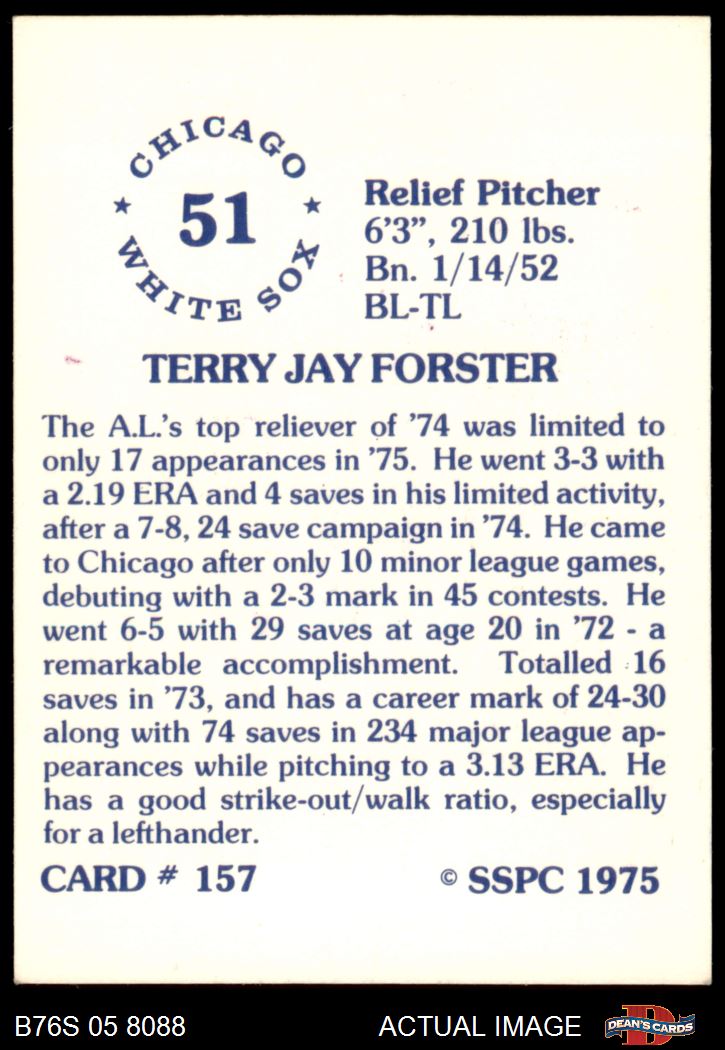 CHICAGO
51
WHITE SOX
Relief Pitcher
6'3", 210 lbs.
Bn. 1/14/52
BL-TL
TERRY JAY FORSTER
The A.L.'s top reliever of '74 was limited to
only 17 appearances in '75. He went 3-3 with
a 2.19 ERA and 4 saves in his limited activity,
after a 7-8, 24 save campaign in '74. He came
to Chicago after only 10 minor league games,
debuting with a 2-3 mark in 45 contests. He
went 6-5 with 29 saves at age 20 in '72 - a
remarkable accomplishment. Totalled 16
saves in '73, and has a career mark of 24-30
along with 74 saves in 234 major league ap-
pearances while pitching to a 3.13 ERA. He
has a good strike-out/walk ratio, especially
for a lefthander.
CARD # 157 © SSPC 1975
B76S 05 8088 ACTUAL IMAGE D DEAN'S CARDS